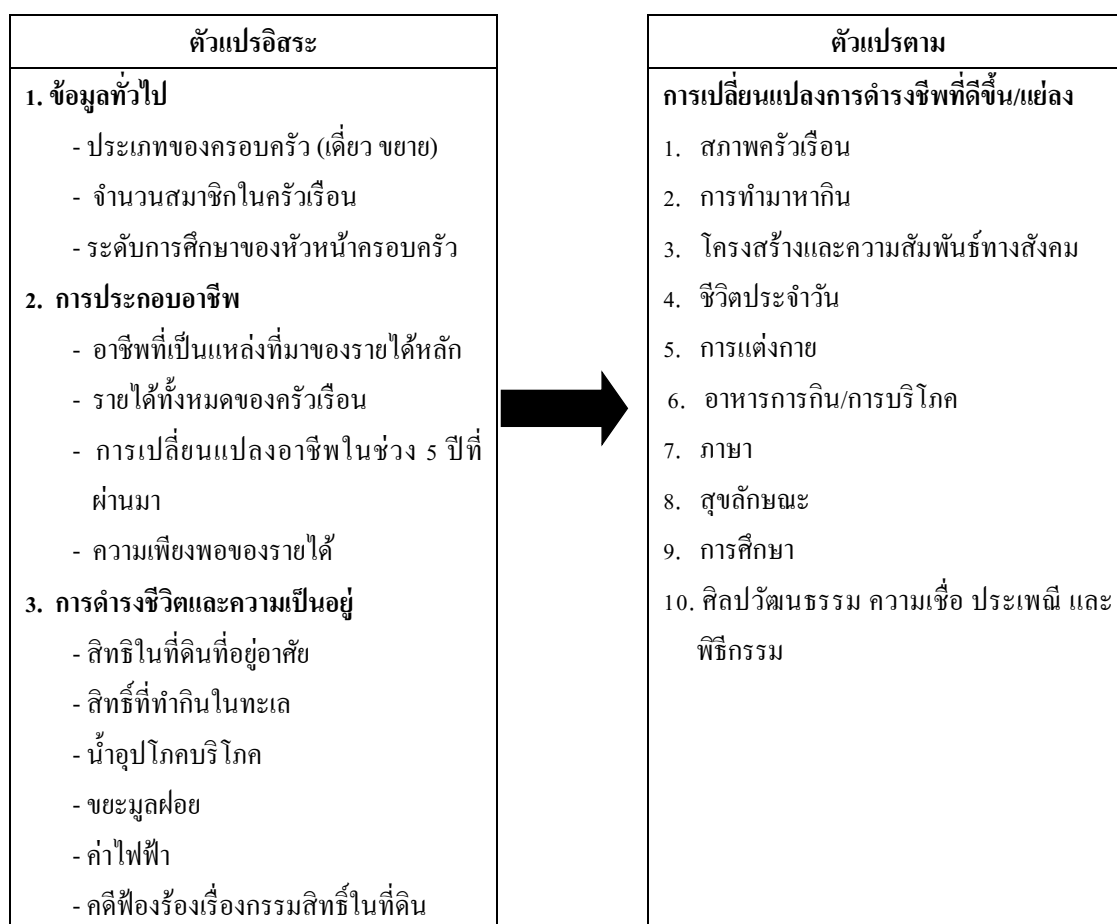 ตัวแปรอิสระ
1. ข้อมูลทั่วไป
- ประเภทของครอบครัว (เดี่ยว ขยาย)
- จำนวนสมาชิกในครัวเรือน
- ระดับการศึกษาของหัวหน้าครอบครัว
2. การประกอบอาชีพ
- อาชีพที่เป็นแหล่งที่มาของรายได้หลัก
- รายได้ทั้งหมดของครัวเรือน
- การเปลี่ยนแปลงอาชีพในช่วง 5 ปีที่
ผ่านมา
- ความเพียงพอของรายได้
3. การดำรงชีวิตและความเป็นอยู่
- สิทธิในที่ดินที่อยู่อาศัย
- สิทธิ์ที่ทำกินในทะเล
- น้ำอุปโภคบริโภค
- ขยะมูลฝอย
- ค่าไฟฟ้า
- คดีฟ้องร้องเรื่องกรรมสิทธิ์ในที่ดิน
ตัวแปรตาม
การเปลี่ยนแปลงการดำรงชีพที่ดีขึ้น/แย่ลง
1. สภาพครัวเรือน
2. การทำมาหากิน
3. โครงสร้างและความสัมพันธ์ทางสังคม
4. ชีวิตประจำวัน
5. การแต่งกาย
6. อาหารการกิน/การบริโภค
7. ภาษา
8. สุขลักษณะ
9. การศึกษา
10. ศิลปวัฒนธรรม ความเชื่อ ประเพณี และ
พิธีกรรม